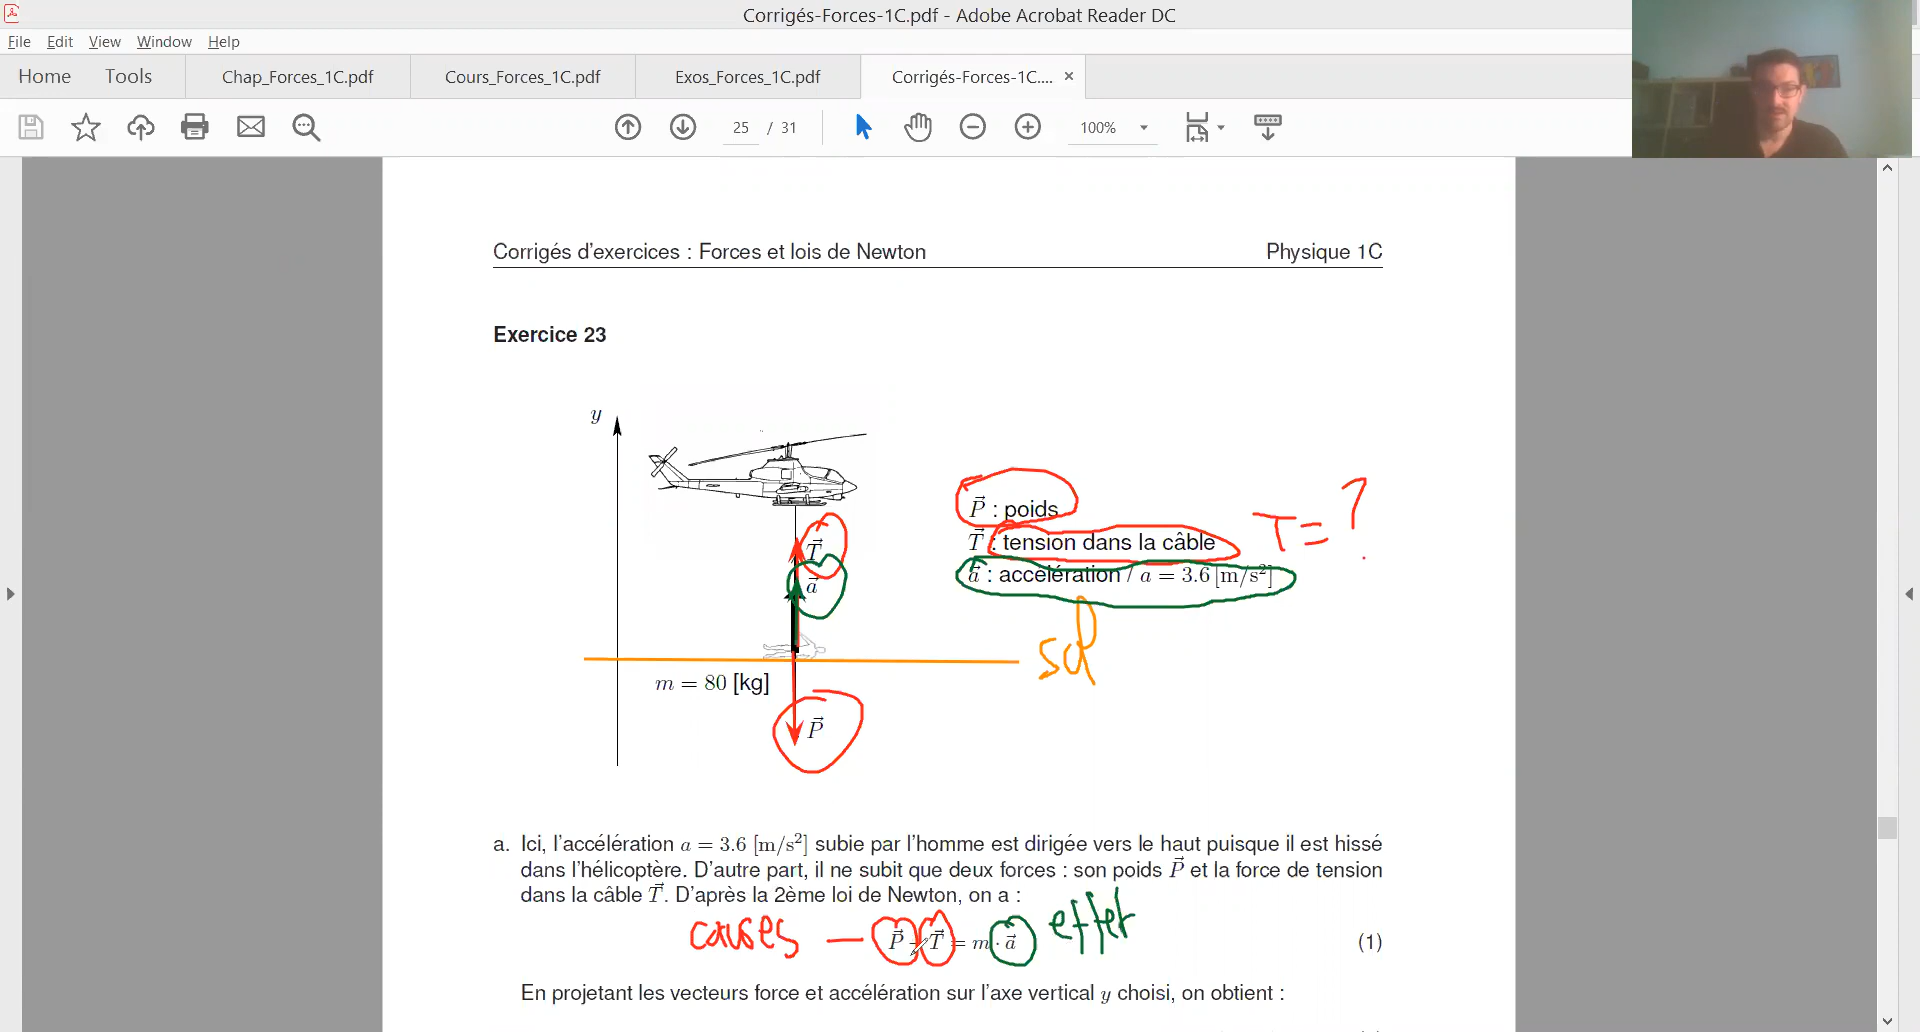 Corrigés-Forces-1C.pdf - Adobe Acrobat Reader DC
File Edit View Window Help
Home Tools Chap_Forces_1C.pdf Cours_Forces_1C.pdf Exos_Forces_1C.pdf Corrigés-Forces-1C.... ×
25 / 31 100%
Corrigés d'exercices : Forces et lois de Newton Physique 1C
Exercice 23
y
P⃗ : poids
T⃗ : tension dans la câble T = ?
a⃗ : accélération / a = 3.6 [m/s²]
T⃗
a⃗
sol
m = 80 [kg]
P⃗
a. Ici, l'accélération a = 3.6 [m/s²] subie par l'homme est dirigée vers le haut puisque il est hissé
dans l'hélicoptère. D'autre part, il ne subit que deux forces : son poids P⃗ et la force de tension
dans la câble T⃗. D'après la 2ème loi de Newton, on a :
causes — P⃗ + T⃗ = m · a⃗ effet (1)
En projetant les vecteurs force et accélération sur l'axe vertical y choisi, on obtient :